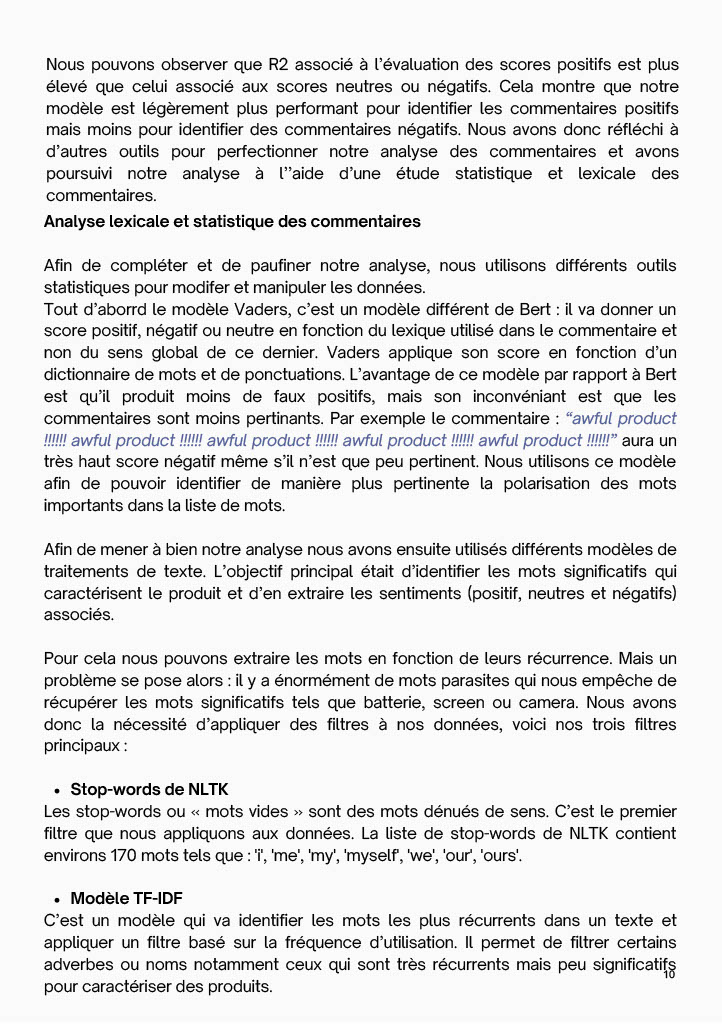 Nous pouvons observer que R2 associé à l’évaluation des scores positifs est plus
élevé que celui associé aux scores neutres ou négatifs. Cela montre que notre
modèle est légèrement plus performant pour identifier les commentaires positifs
mais moins pour identifier des commentaires négatifs. Nous avons donc réfléchi à
d’autres outils pour perfectionner notre analyse des commentaires et avons
poursuivi notre analyse à l’’aide d’une étude statistique et lexicale des
commentaires.
Analyse lexicale et statistique des commentaires
Afin de compléter et de paufiner notre analyse, nous utilisons différents outils
statistiques pour modifer et manipuler les données.
Tout d’aborrd le modèle Vaders, c’est un modèle différent de Bert : il va donner un
score positif, négatif ou neutre en fonction du lexique utilisé dans le commentaire et
non du sens global de ce dernier. Vaders applique son score en fonction d’un
dictionnaire de mots et de ponctuations. L’avantage de ce modèle par rapport à Bert
est qu’il produit moins de faux positifs, mais son inconvéniant est que les
commentaires sont moins pertinants. Par exemple le commentaire : “awful product
!!!!!! awful product !!!!!! awful product !!!!!! awful product !!!!!! awful product !!!!!!” aura un
très haut score négatif même s’il n’est que peu pertinent. Nous utilisons ce modèle
afin de pouvoir identifier de manière plus pertinente la polarisation des mots
importants dans la liste de mots.
Afin de mener à bien notre analyse nous avons ensuite utilisés différents modèles de
traitements de texte. L’objectif principal était d’identifier les mots significatifs qui
caractérisent le produit et d’en extraire les sentiments (positif, neutres et négatifs)
associés.
Pour cela nous pouvons extraire les mots en fonction de leurs récurrence. Mais un
problème se pose alors : il y a énormément de mots parasites qui nous empêche de
récupérer les mots significatifs tels que batterie, screen ou camera. Nous avons
donc la nécessité d’appliquer des filtres à nos données, voici nos trois filtres
principaux :
• Stop-words de NLTK
Les stop-words ou « mots vides » sont des mots dénués de sens. C’est le premier
filtre que nous appliquons aux données. La liste de stop-words de NLTK contient
environs 170 mots tels que : 'i', 'me', 'my', 'myself', 'we', 'our', 'ours'.
• Modèle TF-IDF
C’est un modèle qui va identifier les mots les plus récurrents dans un texte et
appliquer un filtre basé sur la fréquence d’utilisation. Il permet de filtrer certains
adverbes ou noms notamment ceux qui sont très récurrents mais peu significatifs
pour caractériser des produits.
10